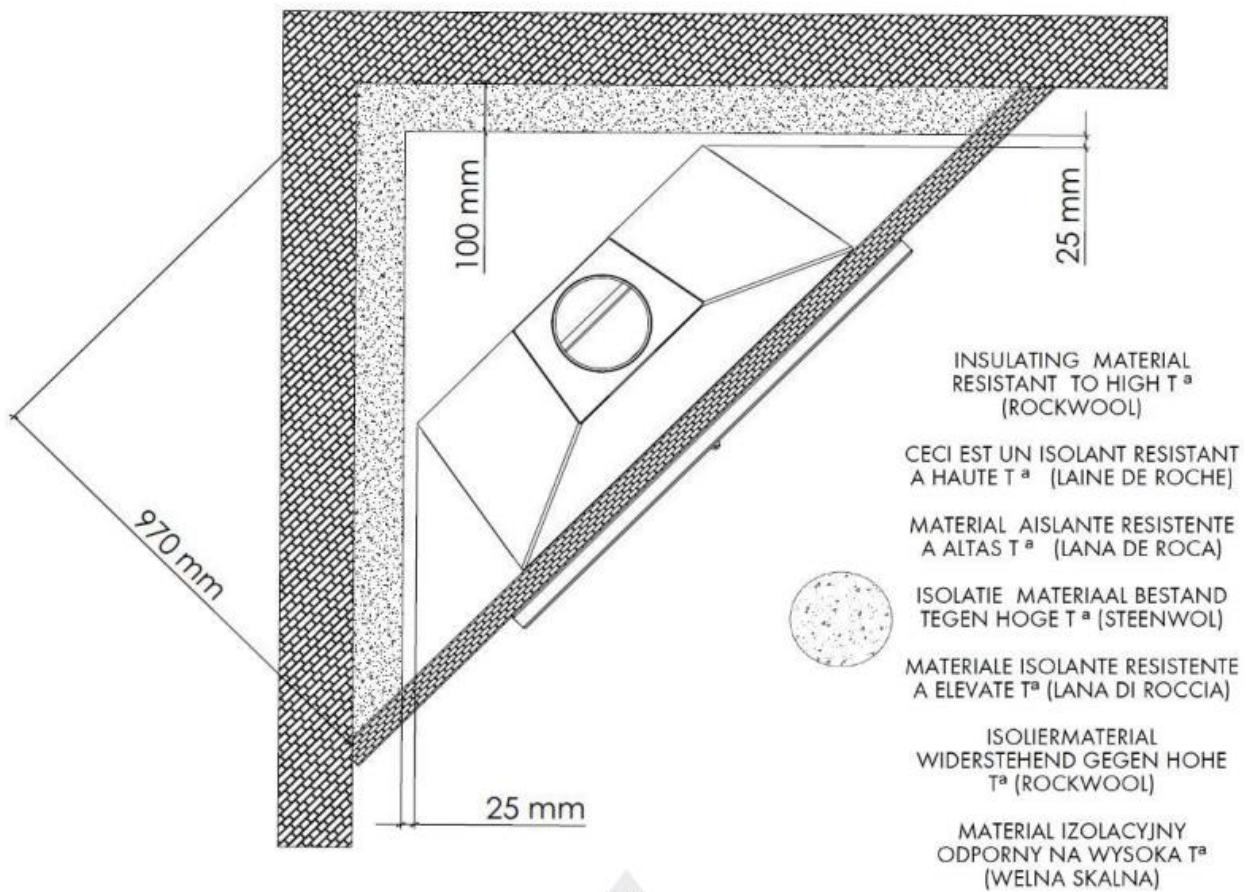 100 mm
25 mm
970 mm
25 mm
INSULATING MATERIAL
RESISTANT TO HIGH Tª
(ROCKWOOL)
CECI EST UN ISOLANT RESISTANT
A HAUTE Tª (LAINE DE ROCHE)
MATERIAL AISLANTE RESISTENTE
A ALTAS Tª (LANA DE ROCA)
ISOLATIE MATERIAAL BESTAND
TEGEN HOGE Tª (STEENWOL)
MATERIALE ISOLANTE RESISTENTE
A ELEVATE Tª (LANA DI ROCCIA)
ISOLIERMATERIAL
WIDERSTEHEND GEGEN HOHE
Tª (ROCKWOOL)
MATERIAL IZOLACYJNY
ODPORNY NA WYSOKA Tª
(WELNA SKALNA)